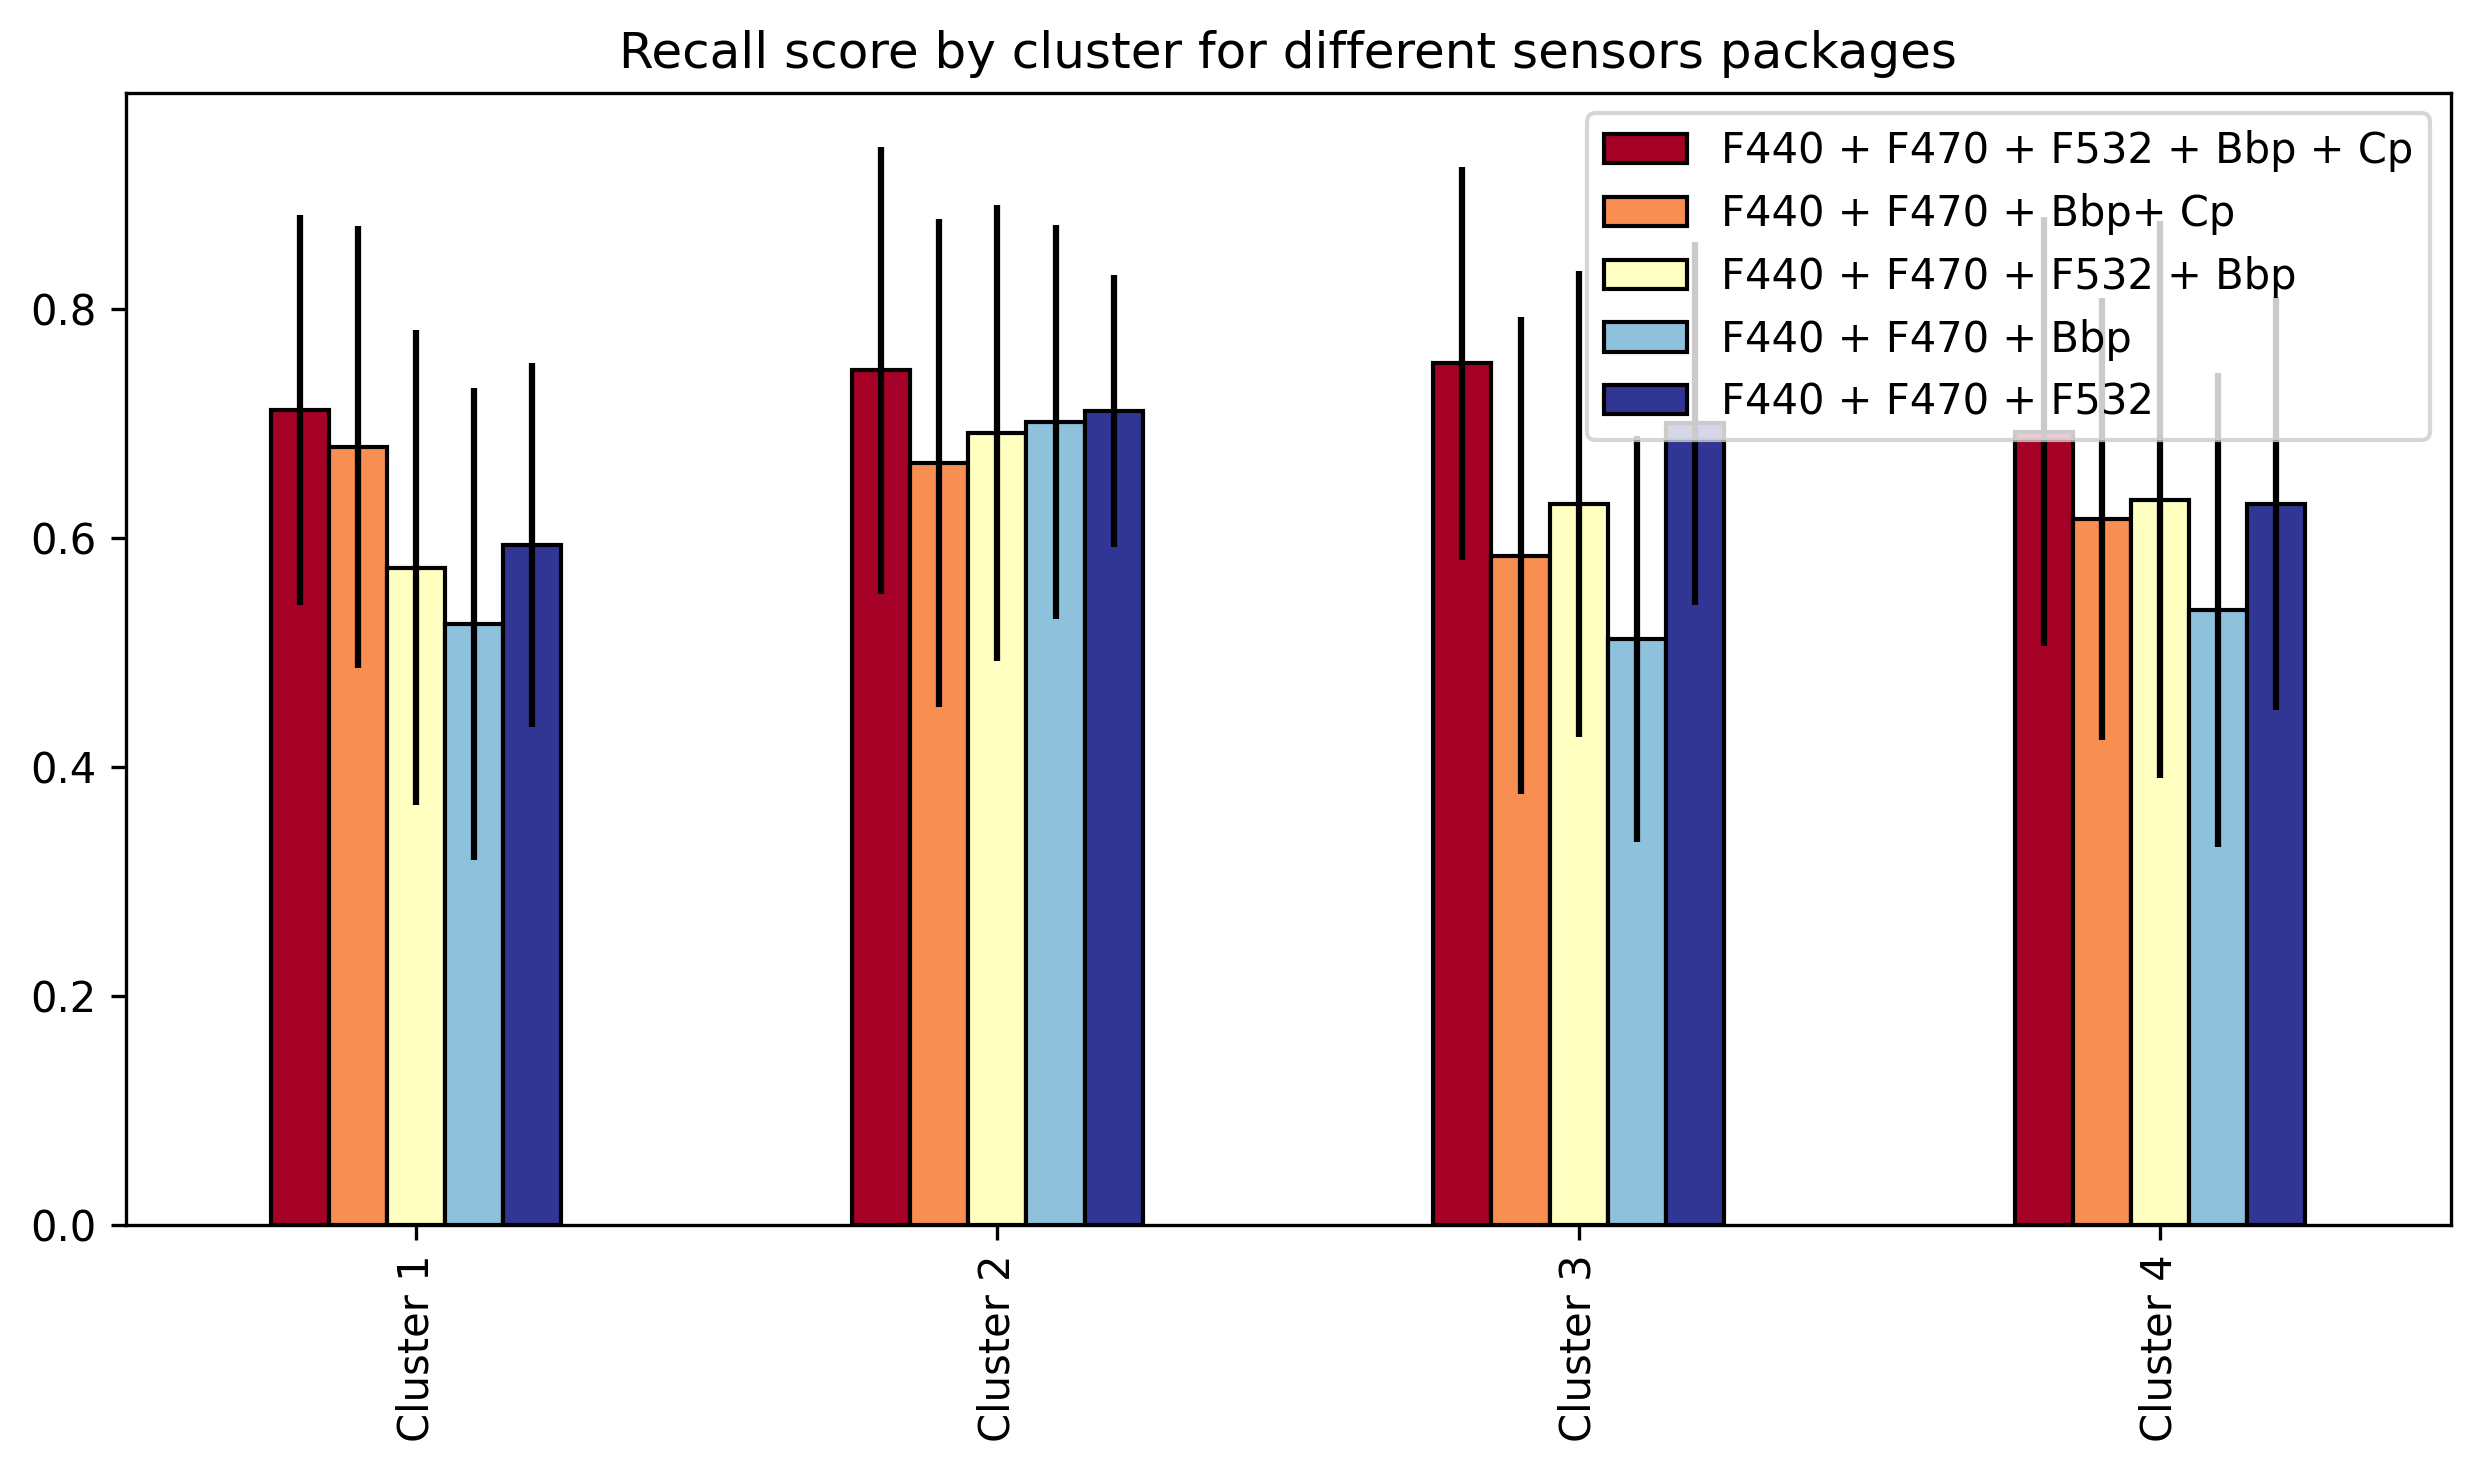 Recall score by cluster for different sensors packages
F440 + F470 + F532 + Bbp + Cp
F440 + F470 + Bbp+ Cp
F440 + F470 + F532 + Bbp
F440 + F470 + Bbp
F440 + F470 + F532
0.8
0.6
0.4
0.2
0.0
Cluster 1
Cluster 2
Cluster 3
Cluster 4